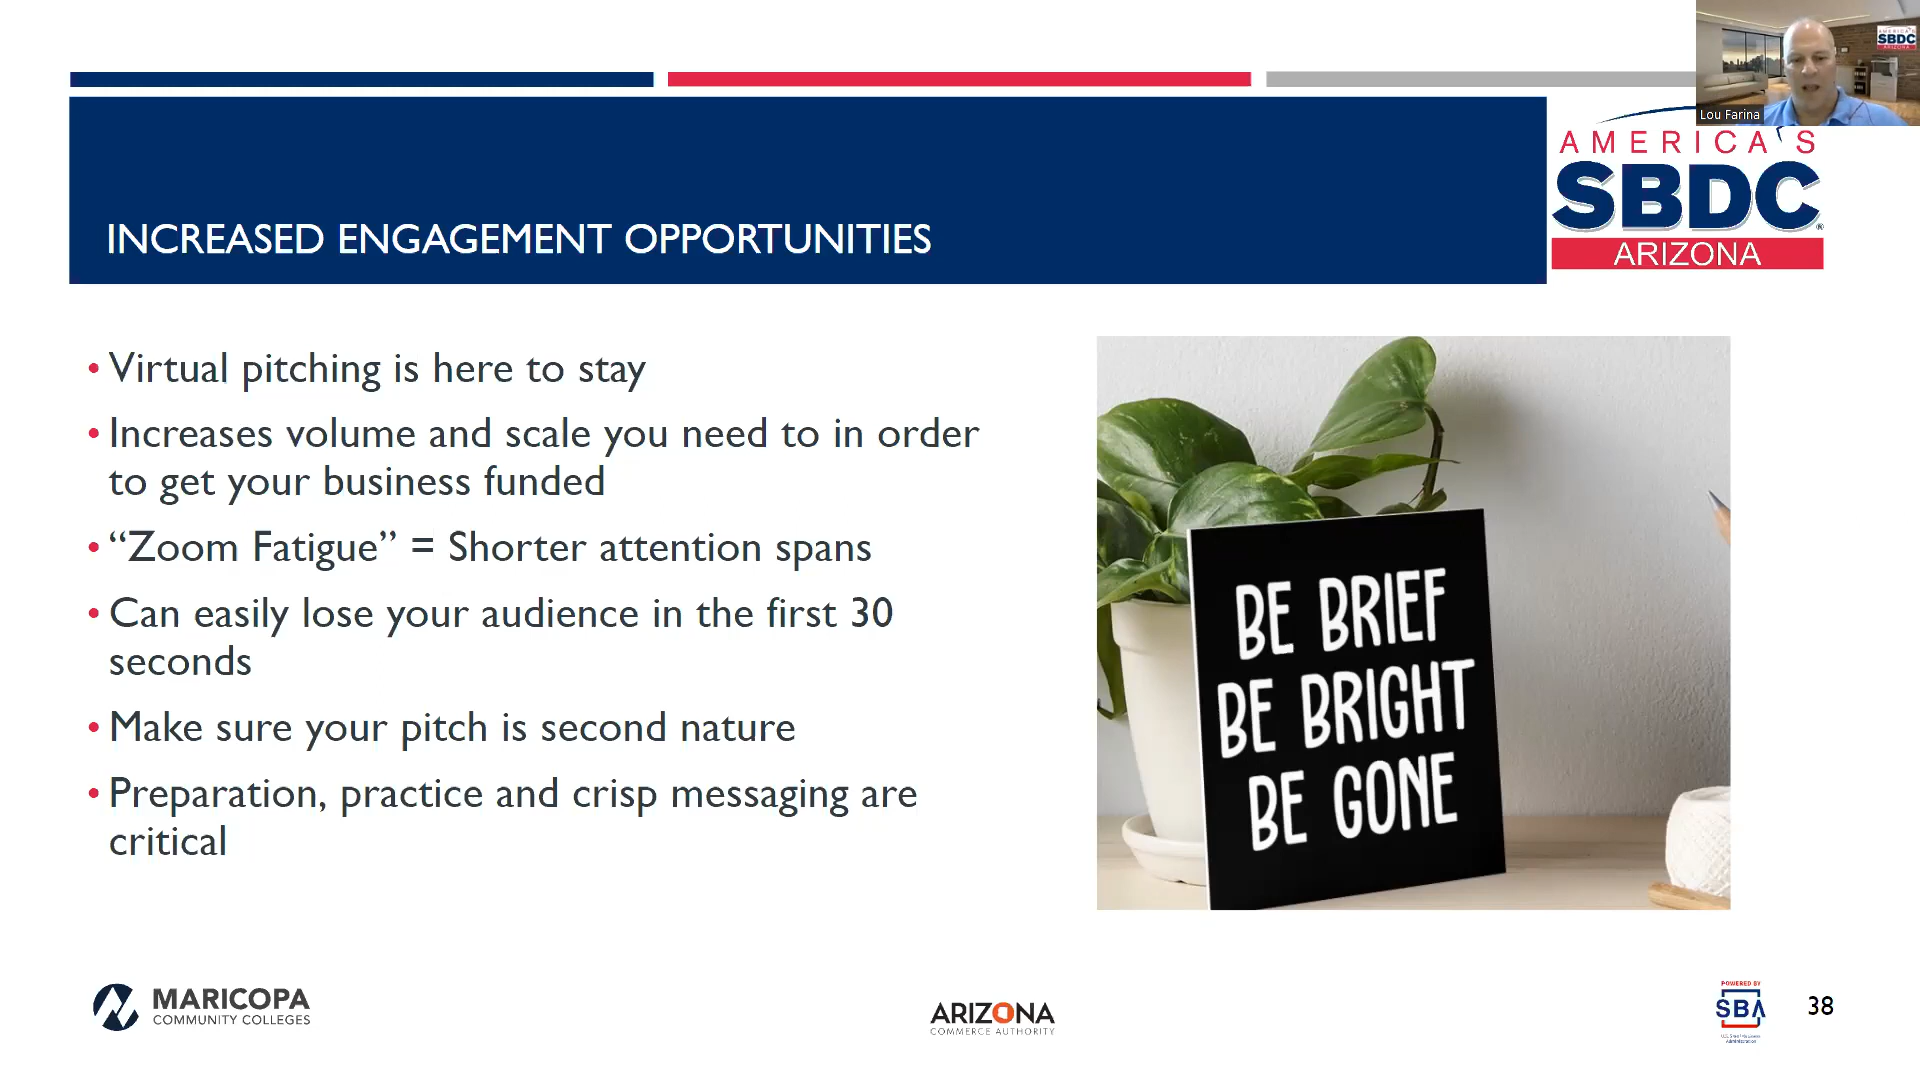 SBDC
ARIZONA
Lou Farina
AMERICA'S
SBDC®
ARIZONA
INCREASED ENGAGEMENT OPPORTUNITIES
• Virtual pitching is here to stay
• Increases volume and scale you need to in order
to get your business funded
• “Zoom Fatigue” = Shorter attention spans
• Can easily lose your audience in the first 30
seconds
• Make sure your pitch is second nature
• Preparation, practice and crisp messaging are
critical
BE BRIEF
BE BRIGHT
BE GONE
MARICOPA
COMMUNITY COLLEGES
ARIZONA
COMMERCE AUTHORITY
POWERED BY
SBA
38